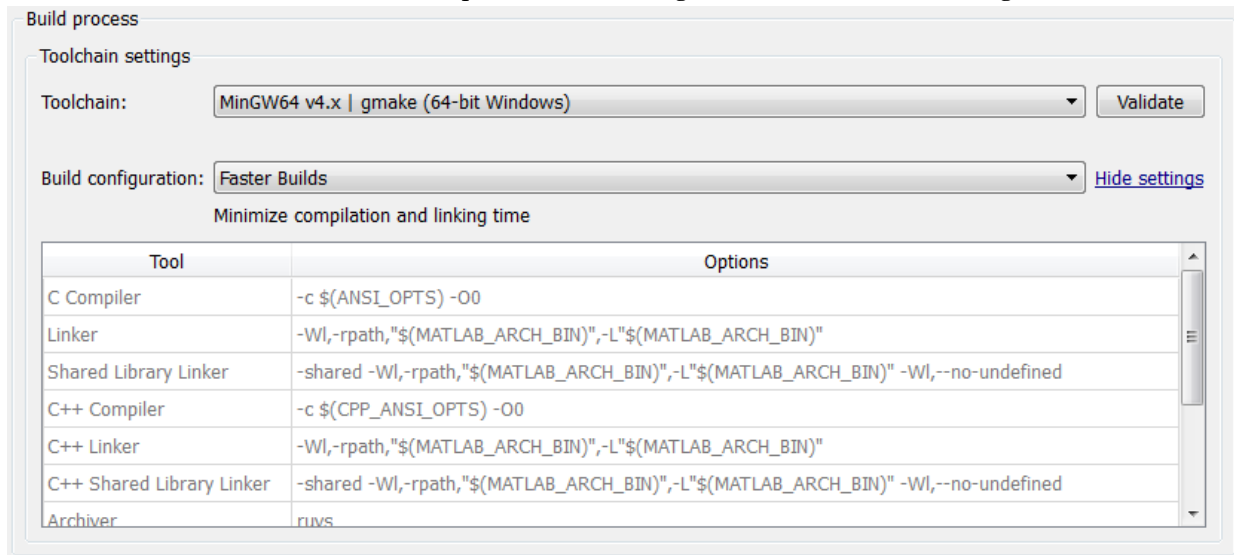 Build process
Toolchain settings
Toolchain: MinGW64 v4.x | gmake (64-bit Windows) Validate
Build configuration: Faster Builds Hide settings
Minimize compilation and linking time
Tool Options
C Compiler -c $(ANSI_OPTS) -O0
Linker -Wl,-rpath,"$(MATLAB_ARCH_BIN)",-L"$(MATLAB_ARCH_BIN)"
Shared Library Linker -shared -Wl,-rpath,"$(MATLAB_ARCH_BIN)",-L"$(MATLAB_ARCH_BIN)" -Wl,--no-undefined
C++ Compiler -c $(CPP_ANSI_OPTS) -O0
C++ Linker -Wl,-rpath,"$(MATLAB_ARCH_BIN)",-L"$(MATLAB_ARCH_BIN)"
C++ Shared Library Linker -shared -Wl,-rpath,"$(MATLAB_ARCH_BIN)",-L"$(MATLAB_ARCH_BIN)" -Wl,--no-undefined
Archiver ruvs